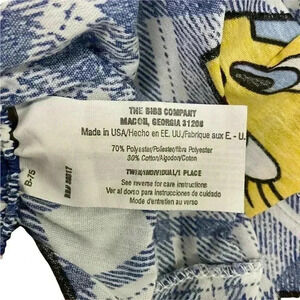 THE BIBB COMPANY
MACON, GEORGIA 31208
Made in USA/Hecho en EE. UU./Fabrique aux E. - U.
70% Polyester/Poliester/fibra Polyester
30% Cotton/Algodon/Coton
TWIN/INDIVIDUAL/1 PLACE
See reverse for care instructions
Ver al dorso para instrucciones de cuidado
Mode d'entretien au verso
B-75